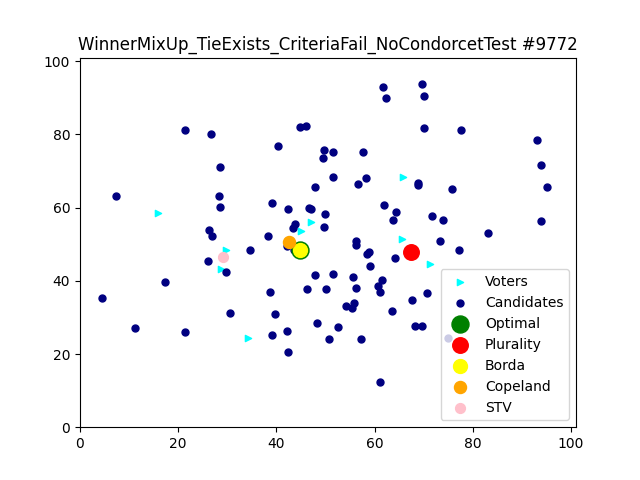 WinnerMixUp_TieExists_CriteriaFail_NoCondorcetTest #9772
100
80
60
40
20
0
Voters
Candidates
Optimal
Plurality
Borda
Copeland
STV
0 20 40 60 80 100